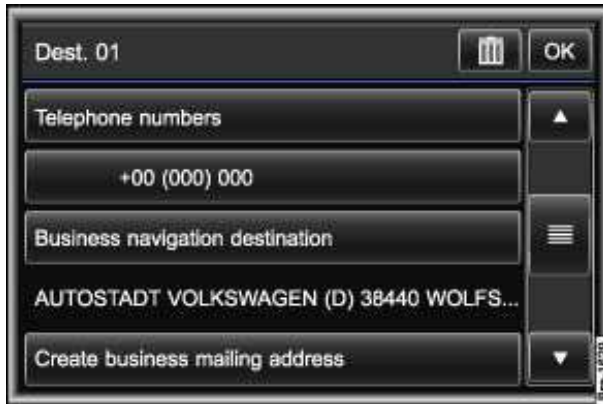 Dest. 01
OK
Telephone numbers
+00 (000) 000
Business navigation destination
AUTOSTADT VOLKSWAGEN (D) 38440 WOLFS...
Create business mailing address